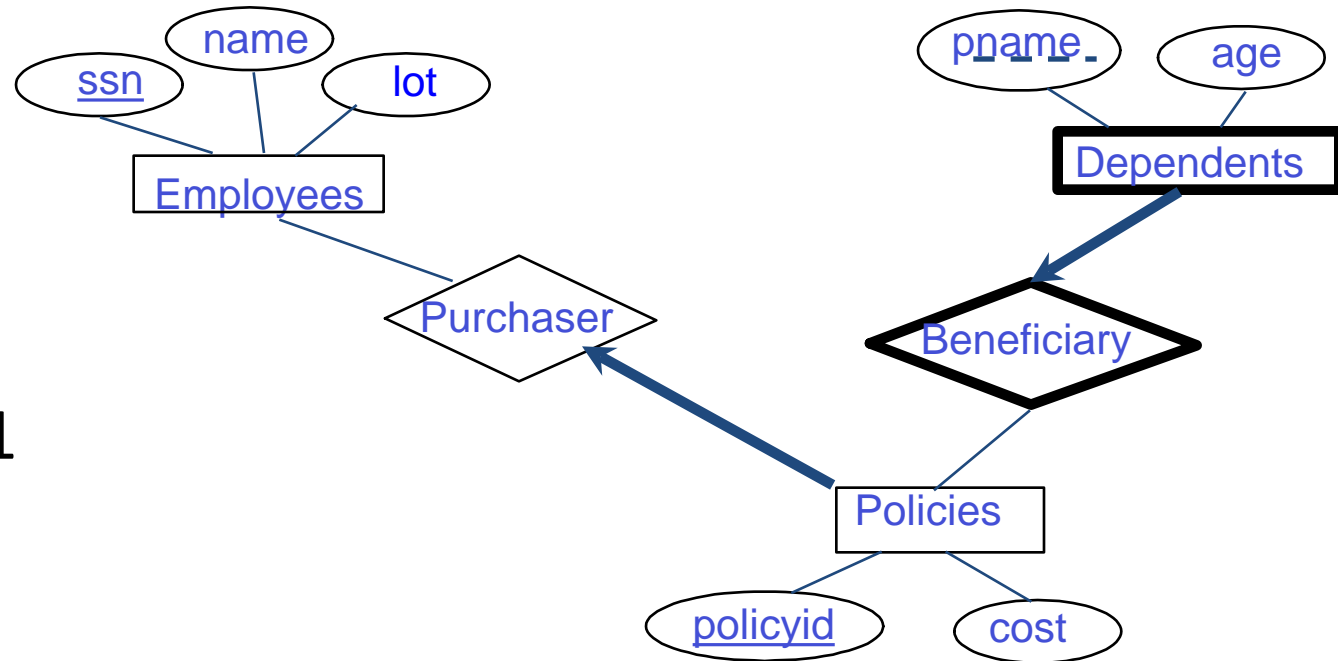 name
ssn
lot
Employees
pname
age
Dependents
Purchaser
Beneficiary
Policies
policyid
cost